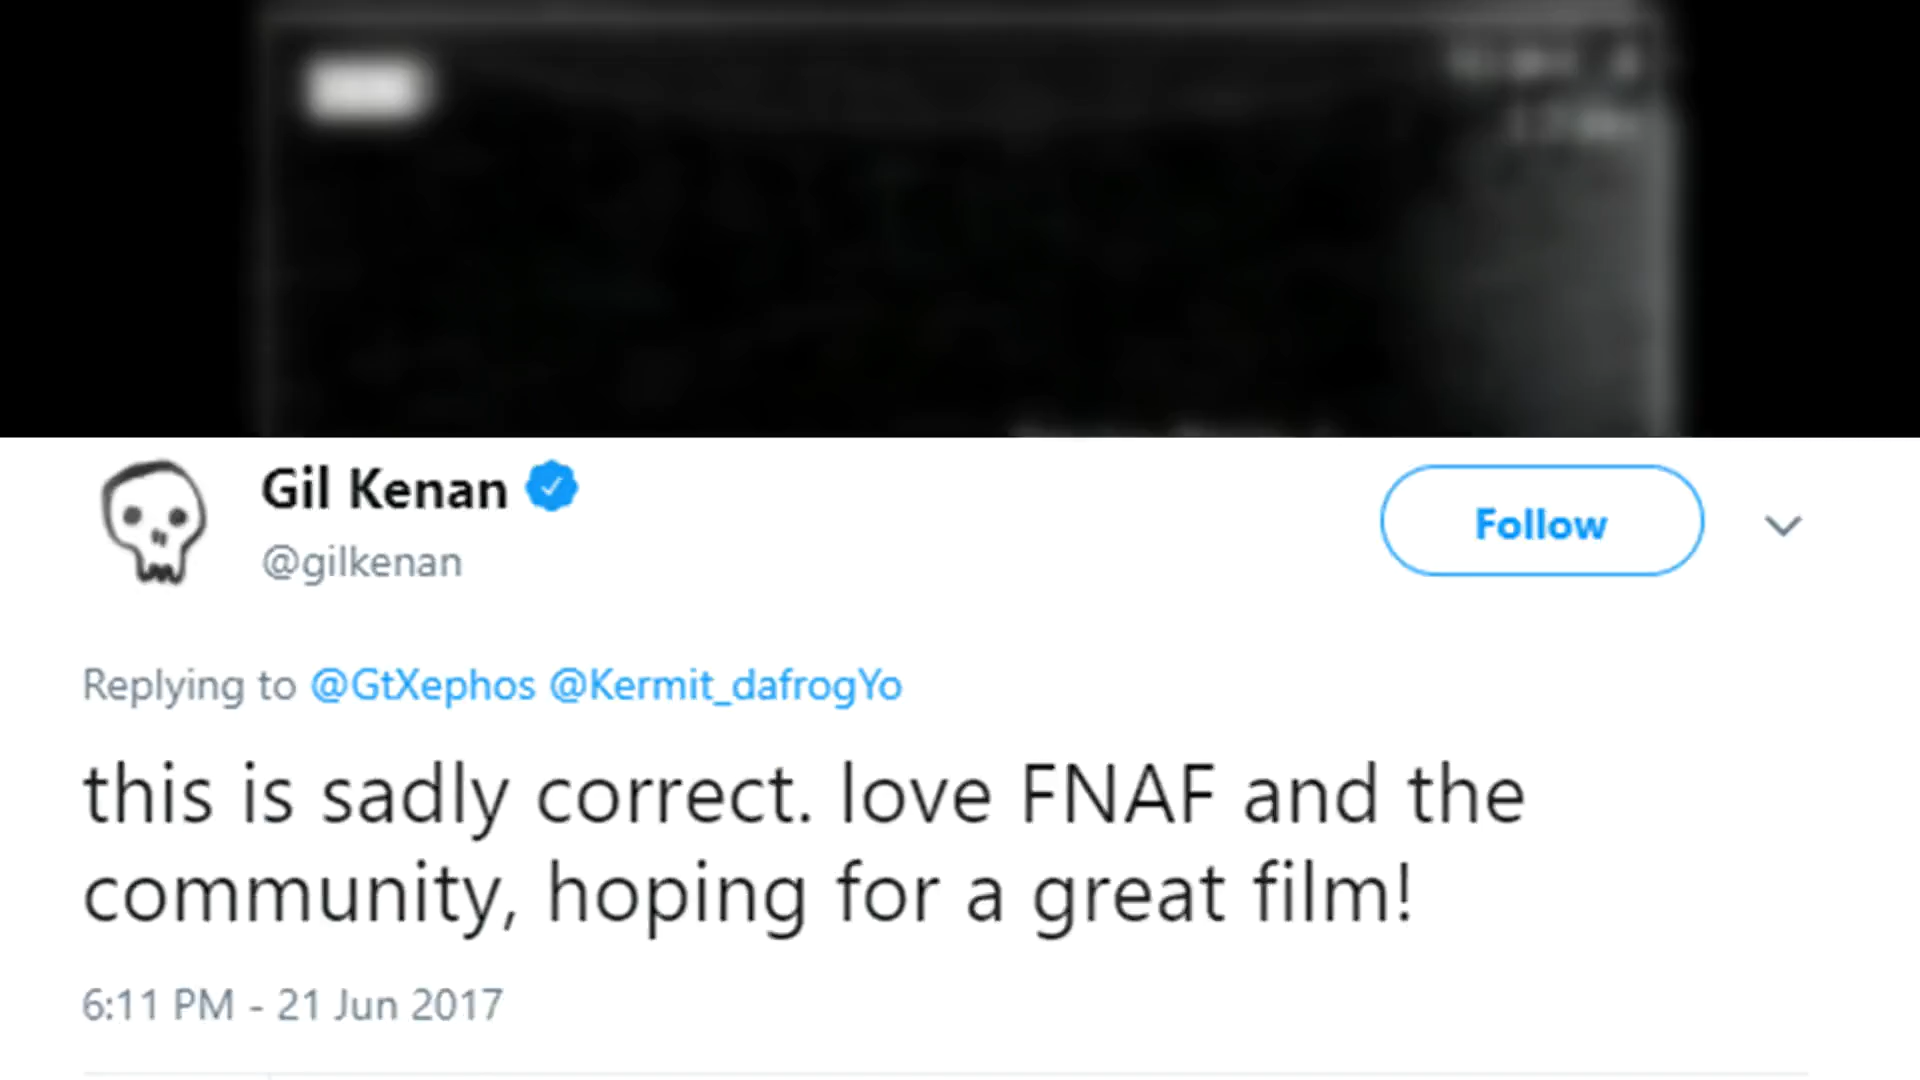 Gil Kenan
@gilkenan
Follow
Replying to @GtXephos @Kermit_dafrogYo
this is sadly correct. love FNAF and the
community, hoping for a great film!
6:11 PM - 21 Jun 2017